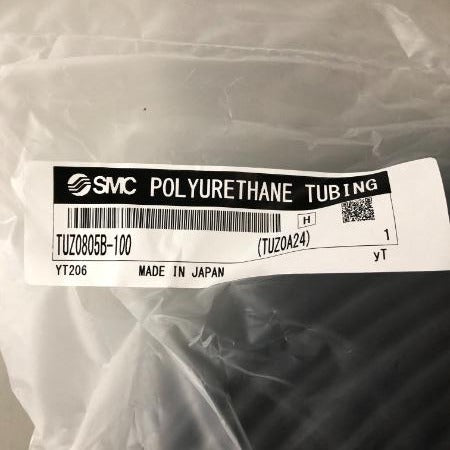 SMC POLYURETHANE TUBING
H
TUZ0805B-100 (TUZ0A24) 1
YT206 MADE IN JAPAN yT